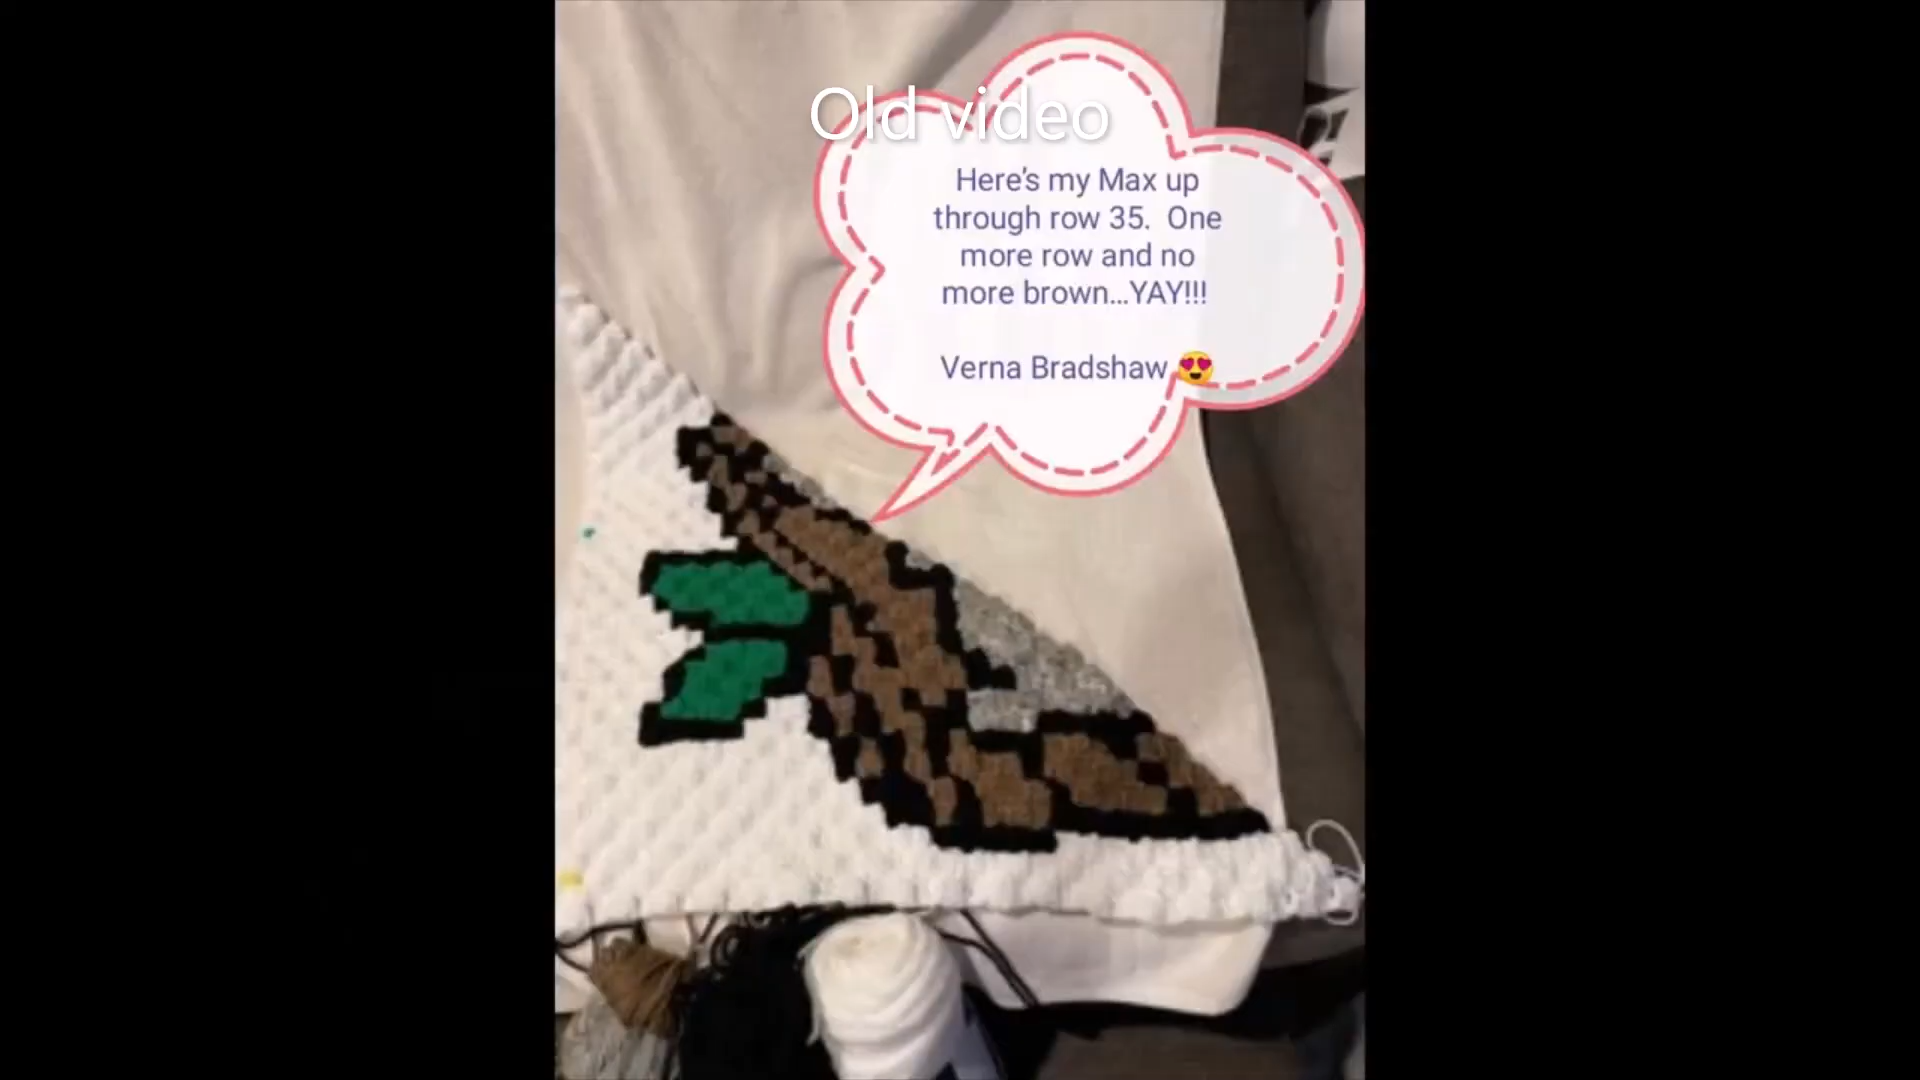 Old video
Here's my Max up
through row 35.  One
more row and no
more brown...YAY!!!
Verna Bradshaw 😍